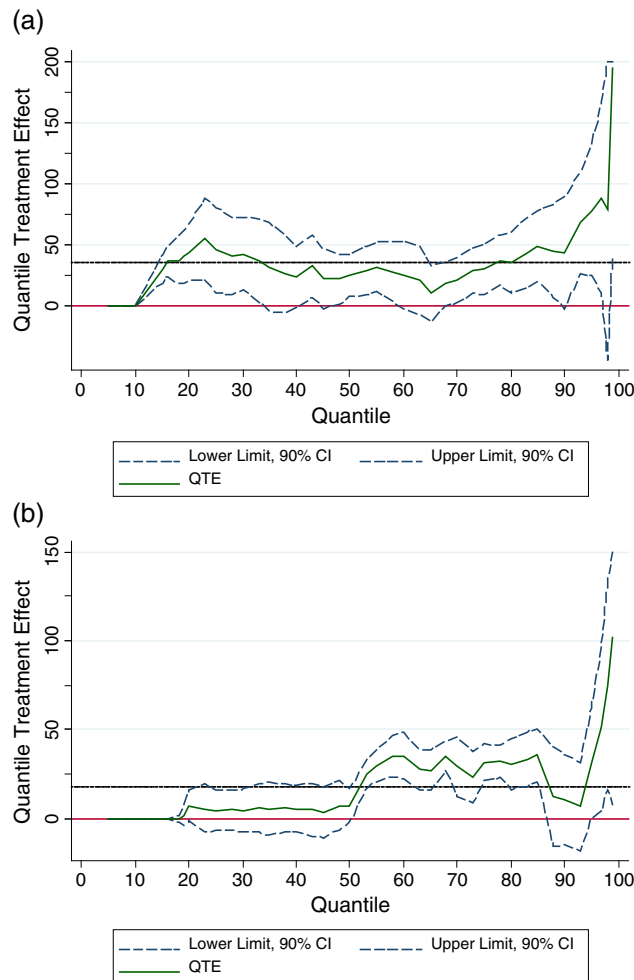 (a)
Quantile Treatment Effect
200
150
100
50
0
0 10 20 30 40 50 60 70 80 90 100
Quantile
Lower Limit, 90% CI Upper Limit, 90% CI
QTE
(b)
Quantile Treatment Effect
150
100
50
0
0 10 20 30 40 50 60 70 80 90 100
Quantile
Lower Limit, 90% CI Upper Limit, 90% CI
QTE